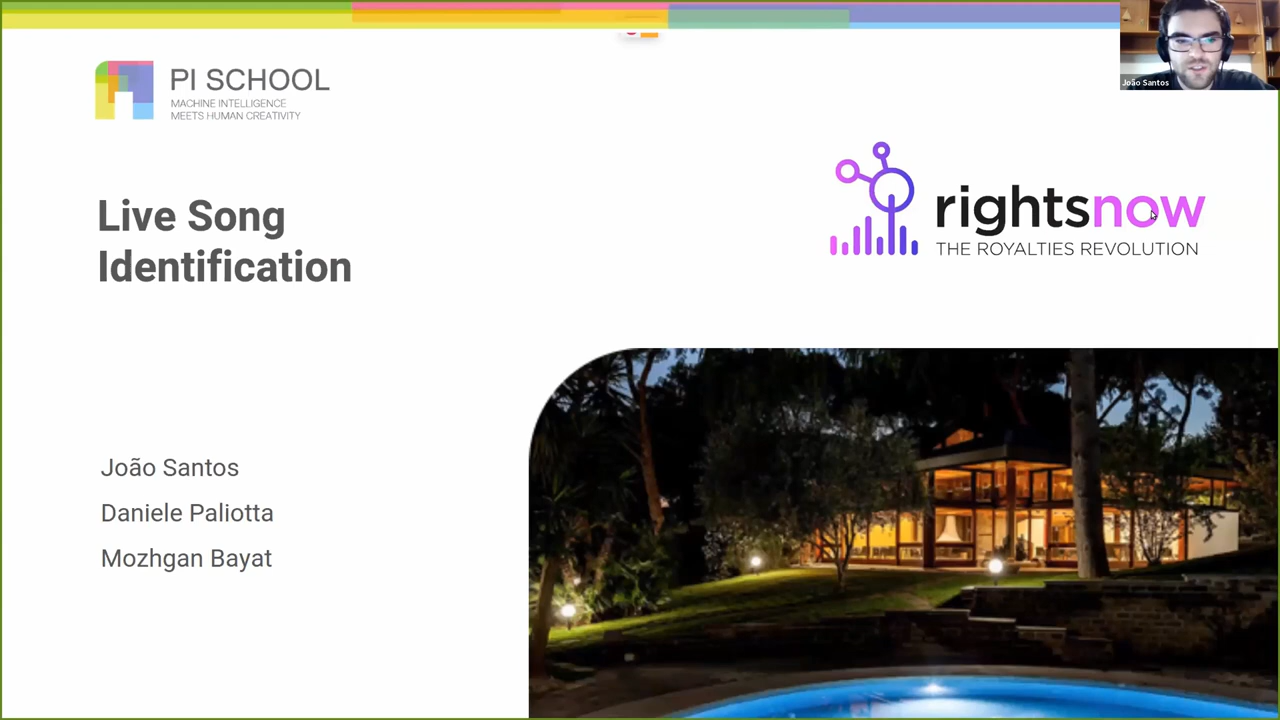 PI SCHOOL
MACHINE INTELLIGENCE
MEETS HUMAN CREATIVITY
João Santos
rightsnow
THE ROYALTIES REVOLUTION
Live Song
Identification
João Santos
Daniele Paliotta
Mozhgan Bayat